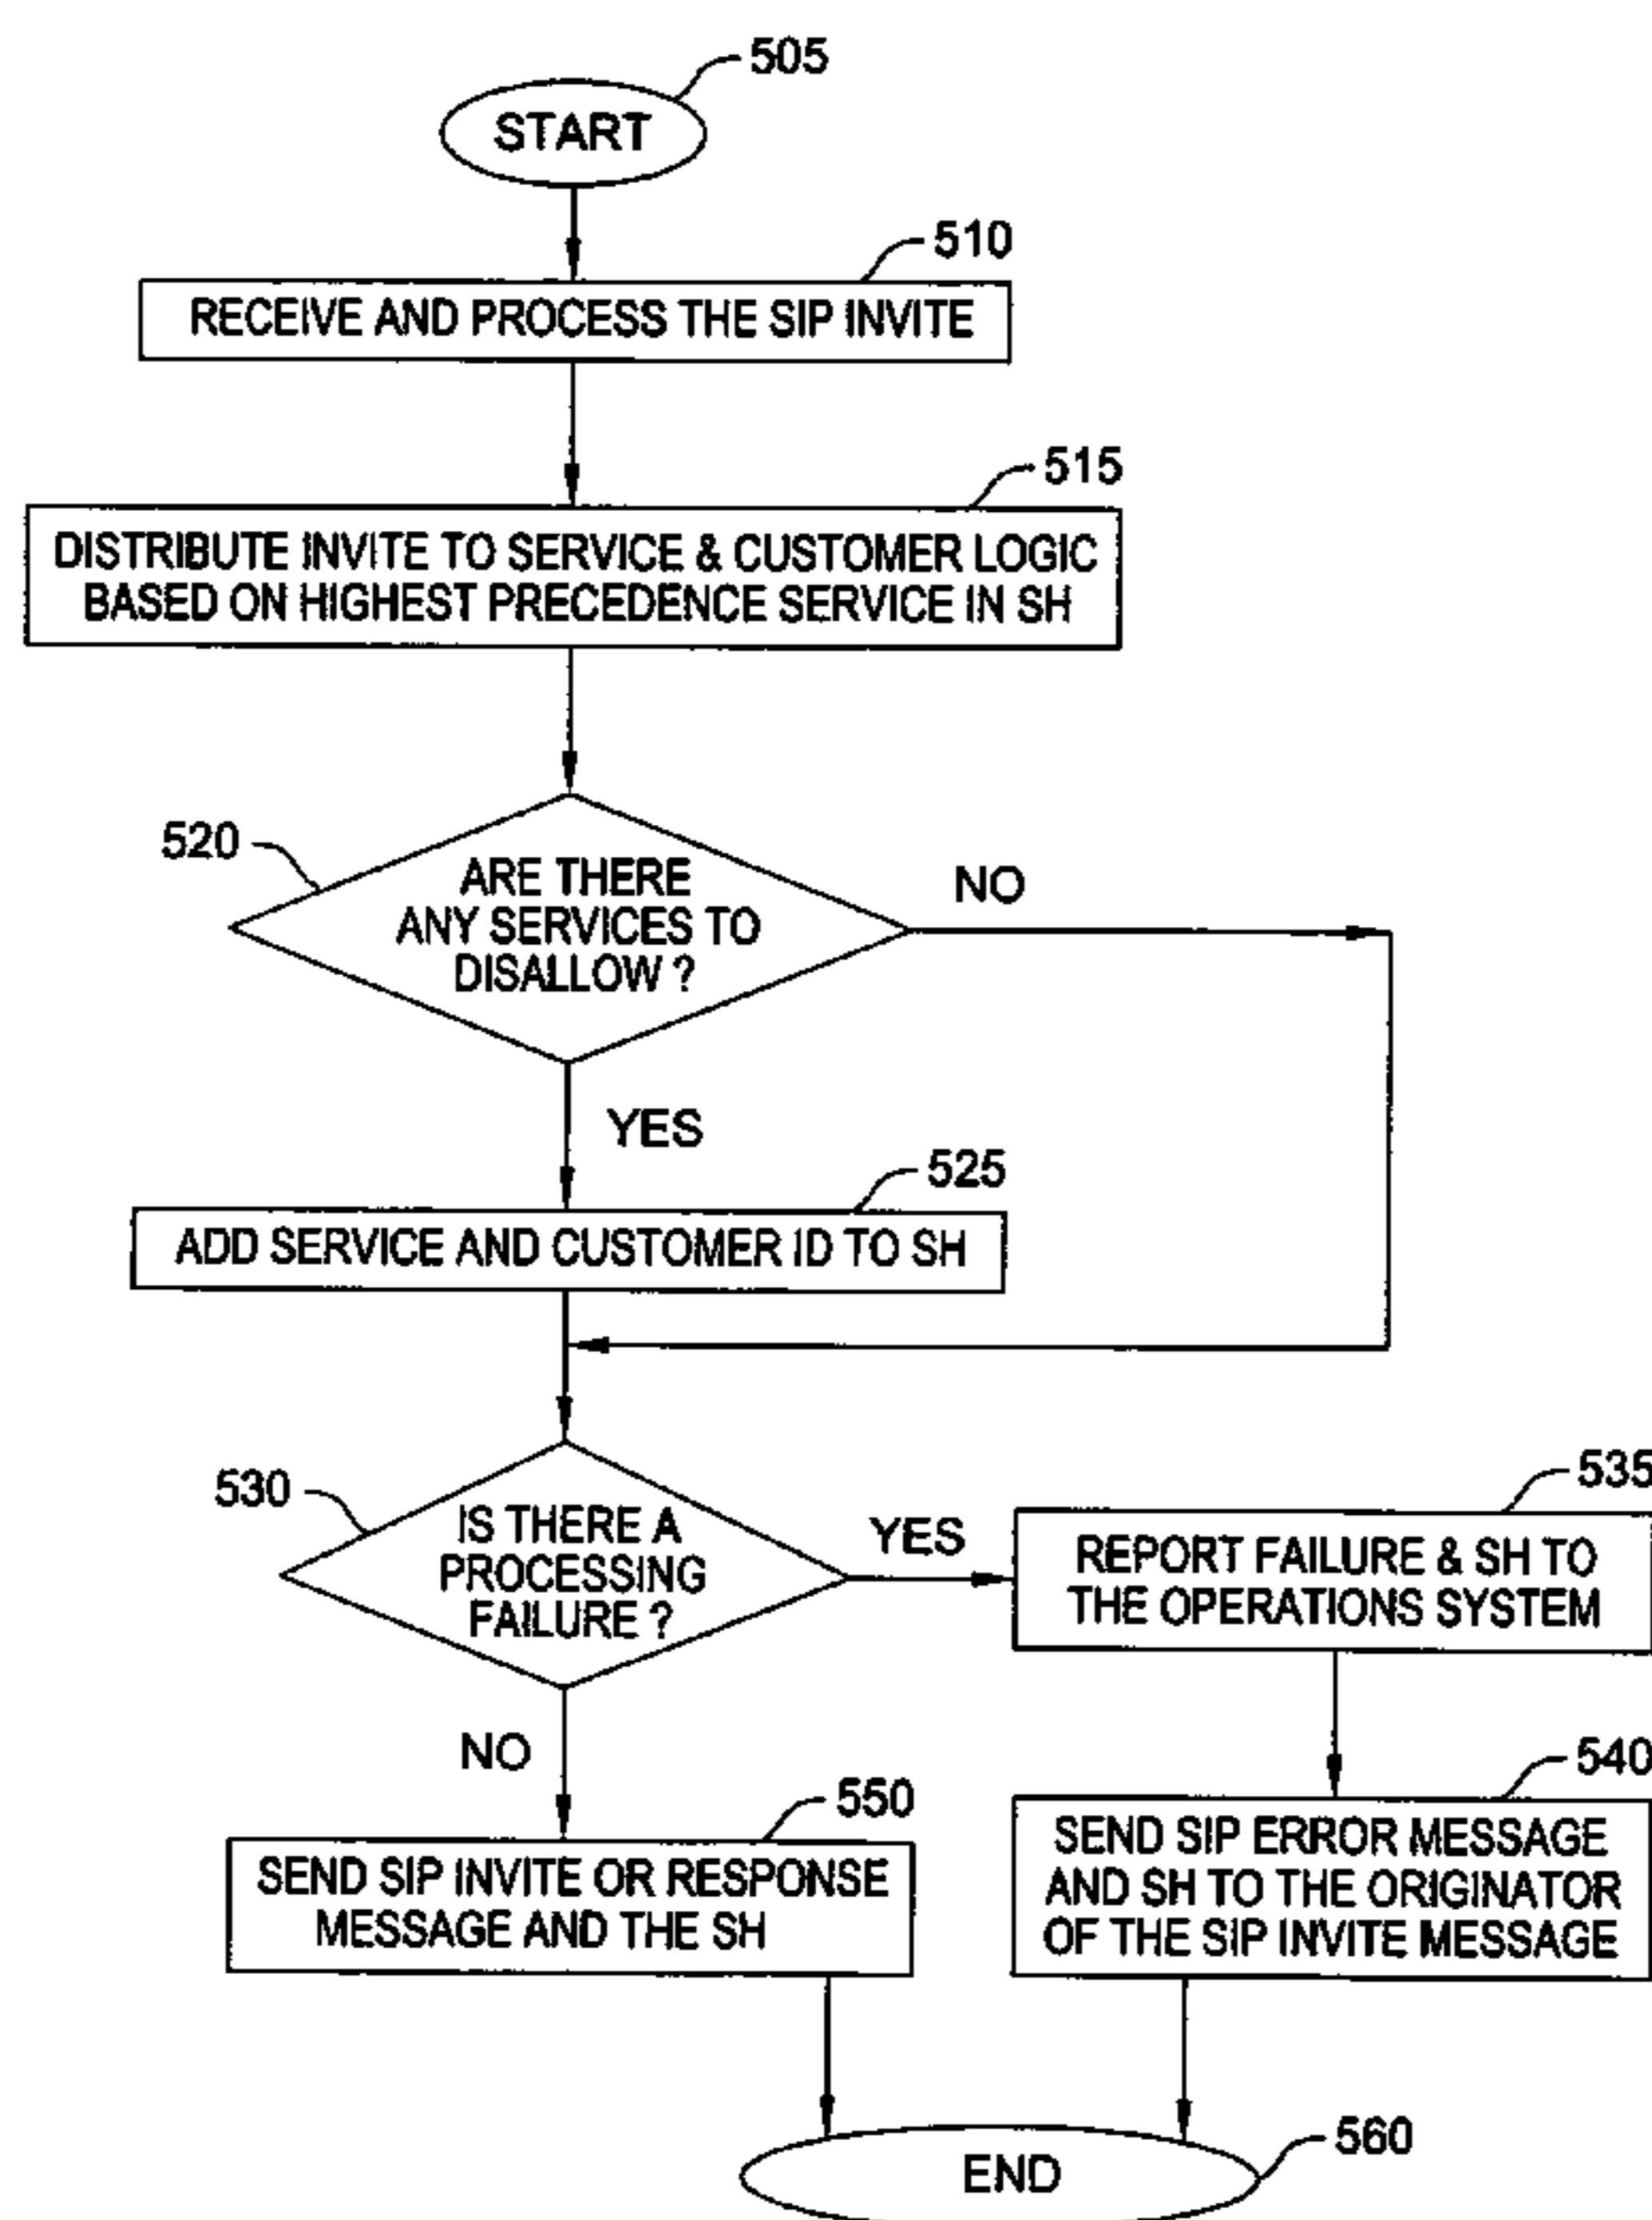 505
START
510
RECEIVE AND PROCESS THE SIP INVITE
515
DISTRIBUTE INVITE TO SERVICE & CUSTOMER LOGIC
BASED ON HIGHEST PRECEDENCE SERVICE IN SH
520
ARE THERE
ANY SERVICES TO
DISALLOW ?
NO
YES
525
ADD SERVICE AND CUSTOMER ID TO SH
530
IS THERE A
PROCESSING
FAILURE ?
YES
535
REPORT FAILURE & SH TO
THE OPERATIONS SYSTEM
NO
550
SEND SIP INVITE OR RESPONSE
MESSAGE AND THE SH
540
SEND SIP ERROR MESSAGE
AND SH TO THE ORIGINATOR
OF THE SIP INVITE MESSAGE
560
END